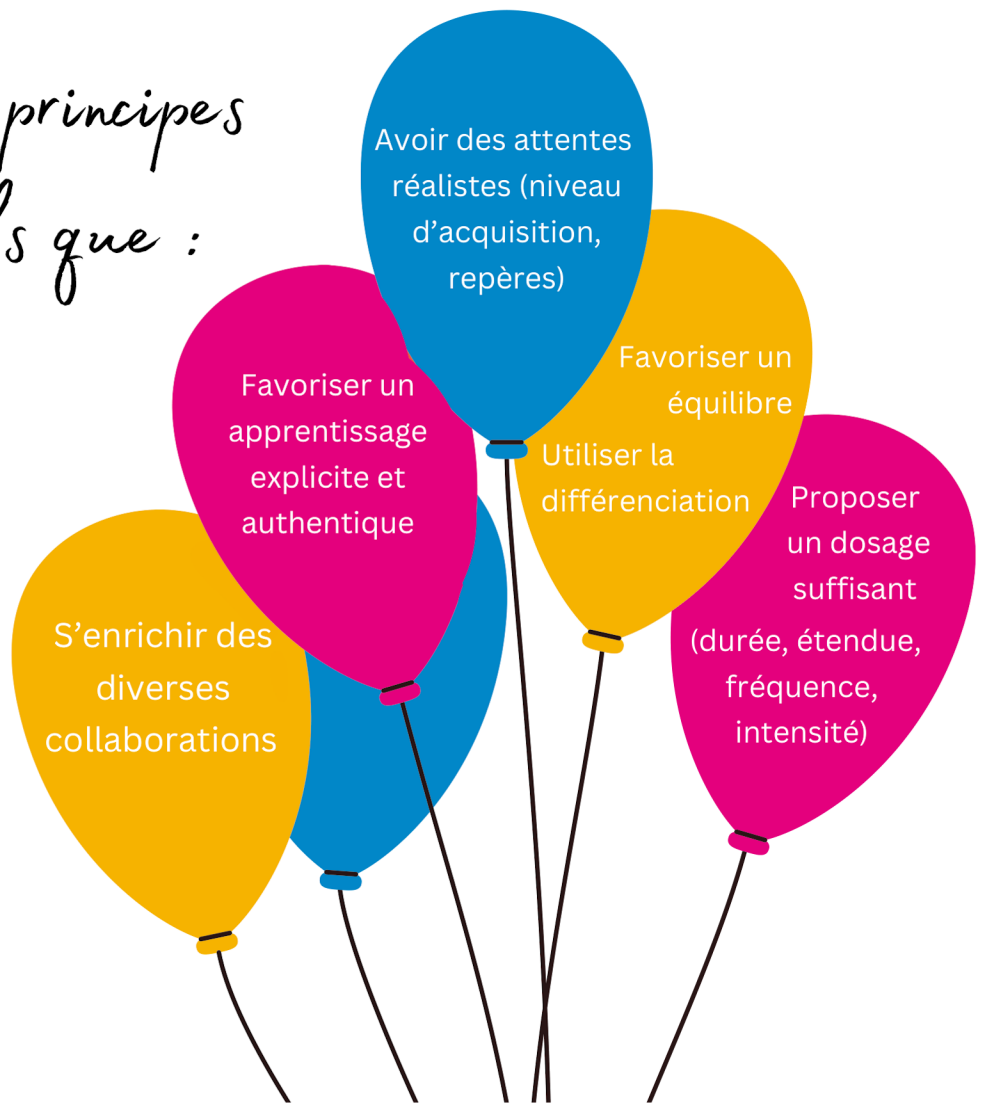 principes
que :
Avoir des attentes
réalistes (niveau
d’acquisition,
repères)
Favoriser un
équilibre
Utiliser la
différenciation
Favoriser un
apprentissage
explicite et
authentique
Proposer
un dosage
suffisant
(durée, étendue,
fréquence,
intensité)
S’enrichir des
diverses
collaborations